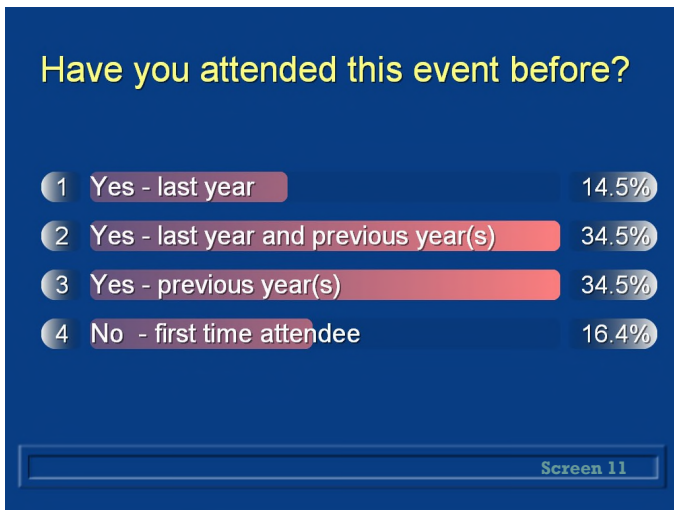 Have you attended this event before?
1 Yes - last year 14.5%
2 Yes - last year and previous year(s) 34.5%
3 Yes - previous year(s) 34.5%
4 No - first time attendee 16.4%
Screen 11